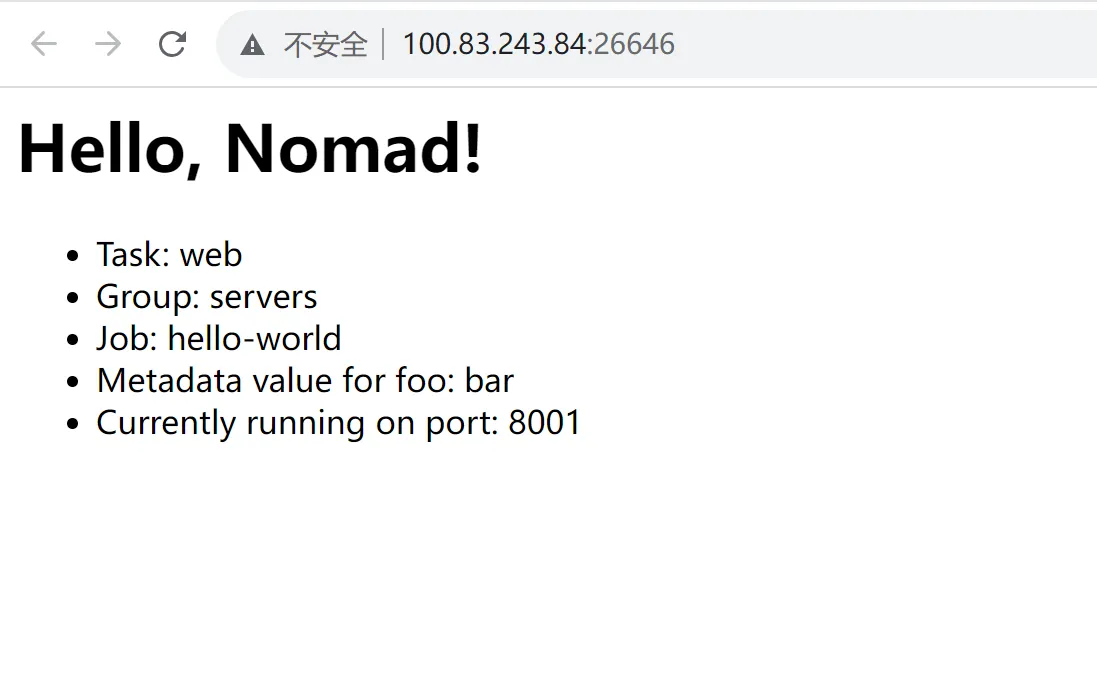 不安全 100.83.243.84:26646
Hello, Nomad!
Task: web
Group: servers
Job: hello-world
Metadata value for foo: bar
Currently running on port: 8001